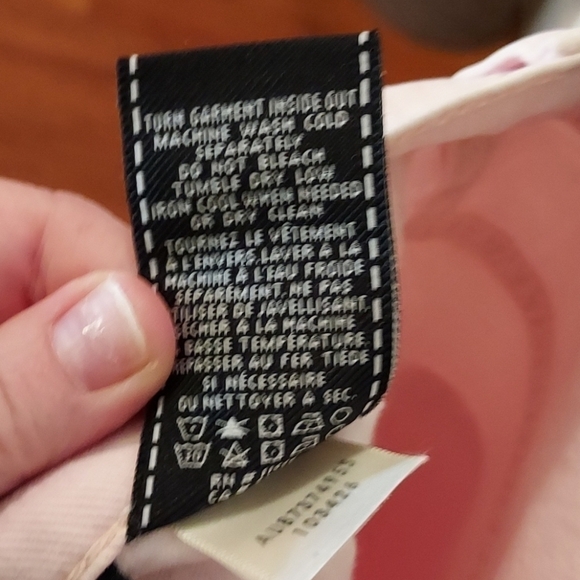 TURN GARMENT INSIDE OUT
MACHINE WASH COLD
SEPARATELY
DO NOT BLEACH
TUMBLE DRY LOW
IRON COOL WHEN NEEDED
OR DRY CLEAN
TOURNEZ LE VÊTEMENT
À L'ENVERS. LAVER À LA
MACHINE À L'EAU FROIDE
SÉPARÉMENT. NE PAS
UTILISER DE JAVELLISANT
SÉCHER À LA MACHINE
BASSE TEMPÉRATURE.
REPASSER AU FER TIÈDE
SI NÉCESSAIRE
OU NETTOYER À SEC.
RN #
103426